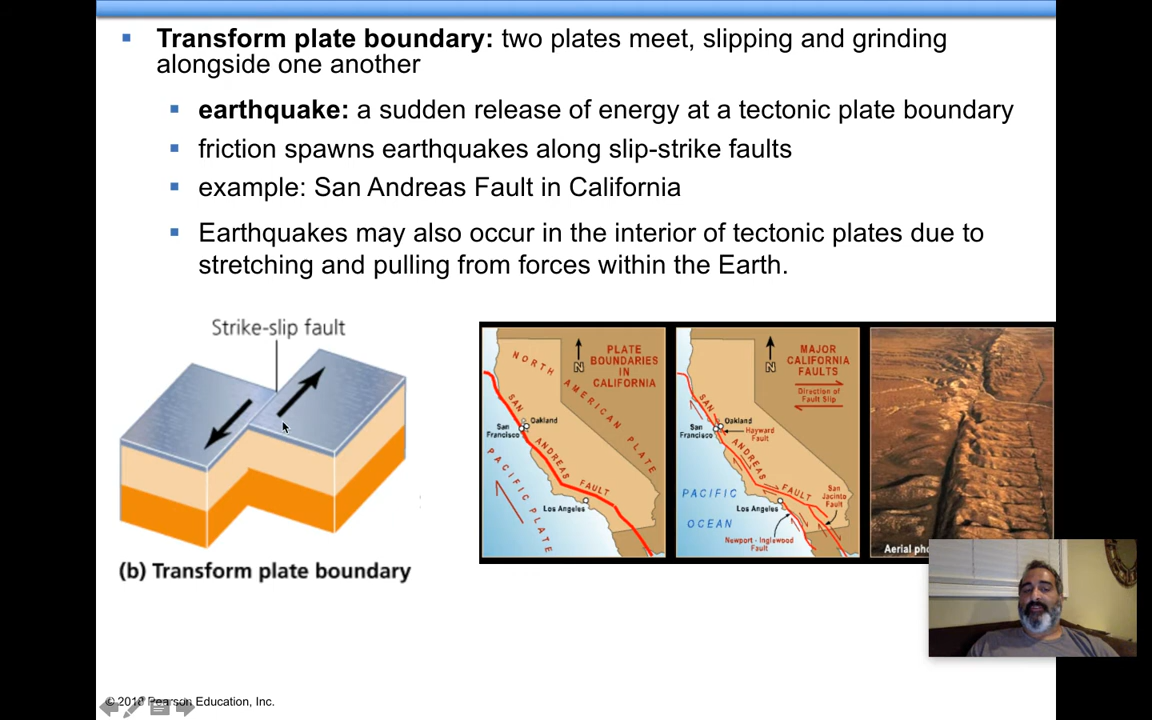 Transform plate boundary: two plates meet, slipping and grinding
alongside one another
earthquake: a sudden release of energy at a tectonic plate boundary
friction spawns earthquakes along slip-strike faults
example: San Andreas Fault in California
Earthquakes may also occur in the interior of tectonic plates due to
stretching and pulling from forces within the Earth.
Strike-slip fault
(b) Transform plate boundary
PLATE
BOUNDARIES
IN
CALIFORNIA
N
NORTH AMERICAN PLATE
SAN ANDREAS FAULT
Oakland
San
Francisco
Los Angeles
PACIFIC PLATE
MAJOR
CALIFORNIA
FAULTS
Direction of
Fault Slip
N
SAN ANDREAS FAULT
Oakland
San
Francisco
Hayward
Fault
San
Jacinto
Fault
PACIFIC
OCEAN
Los Angeles
Newport - Inglewood
Fault
Aerial
© Pearson Education, Inc.